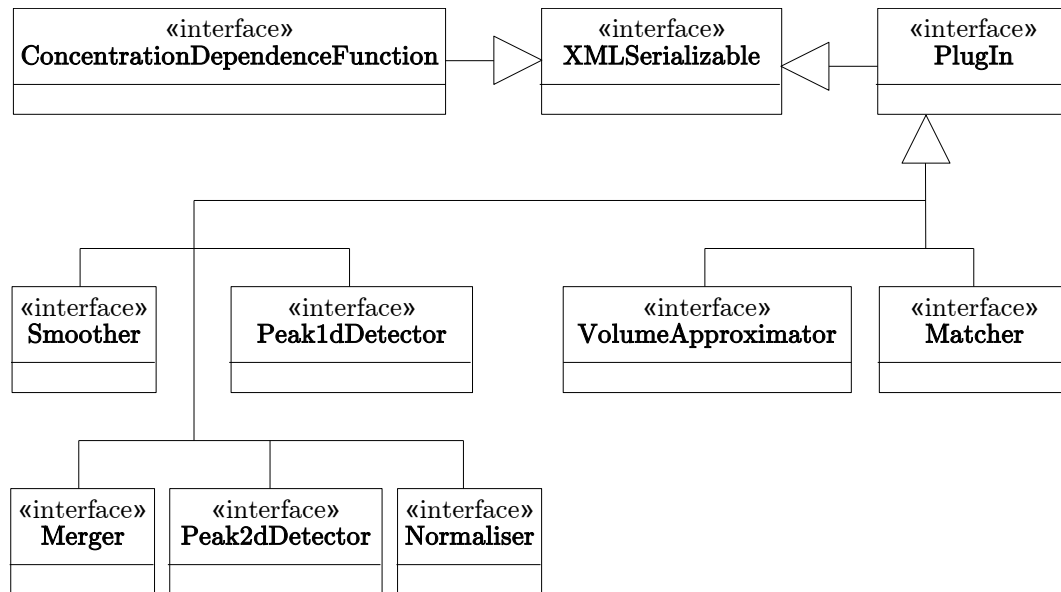 «interface»
ConcentrationDependenceFunction
«interface»
XMLSerializable
«interface»
PlugIn
«interface»
Smoother
«interface»
Peak1dDetector
«interface»
VolumeApproximator
«interface»
Matcher
«interface»
Merger
«interface»
Peak2dDetector
«interface»
Normaliser